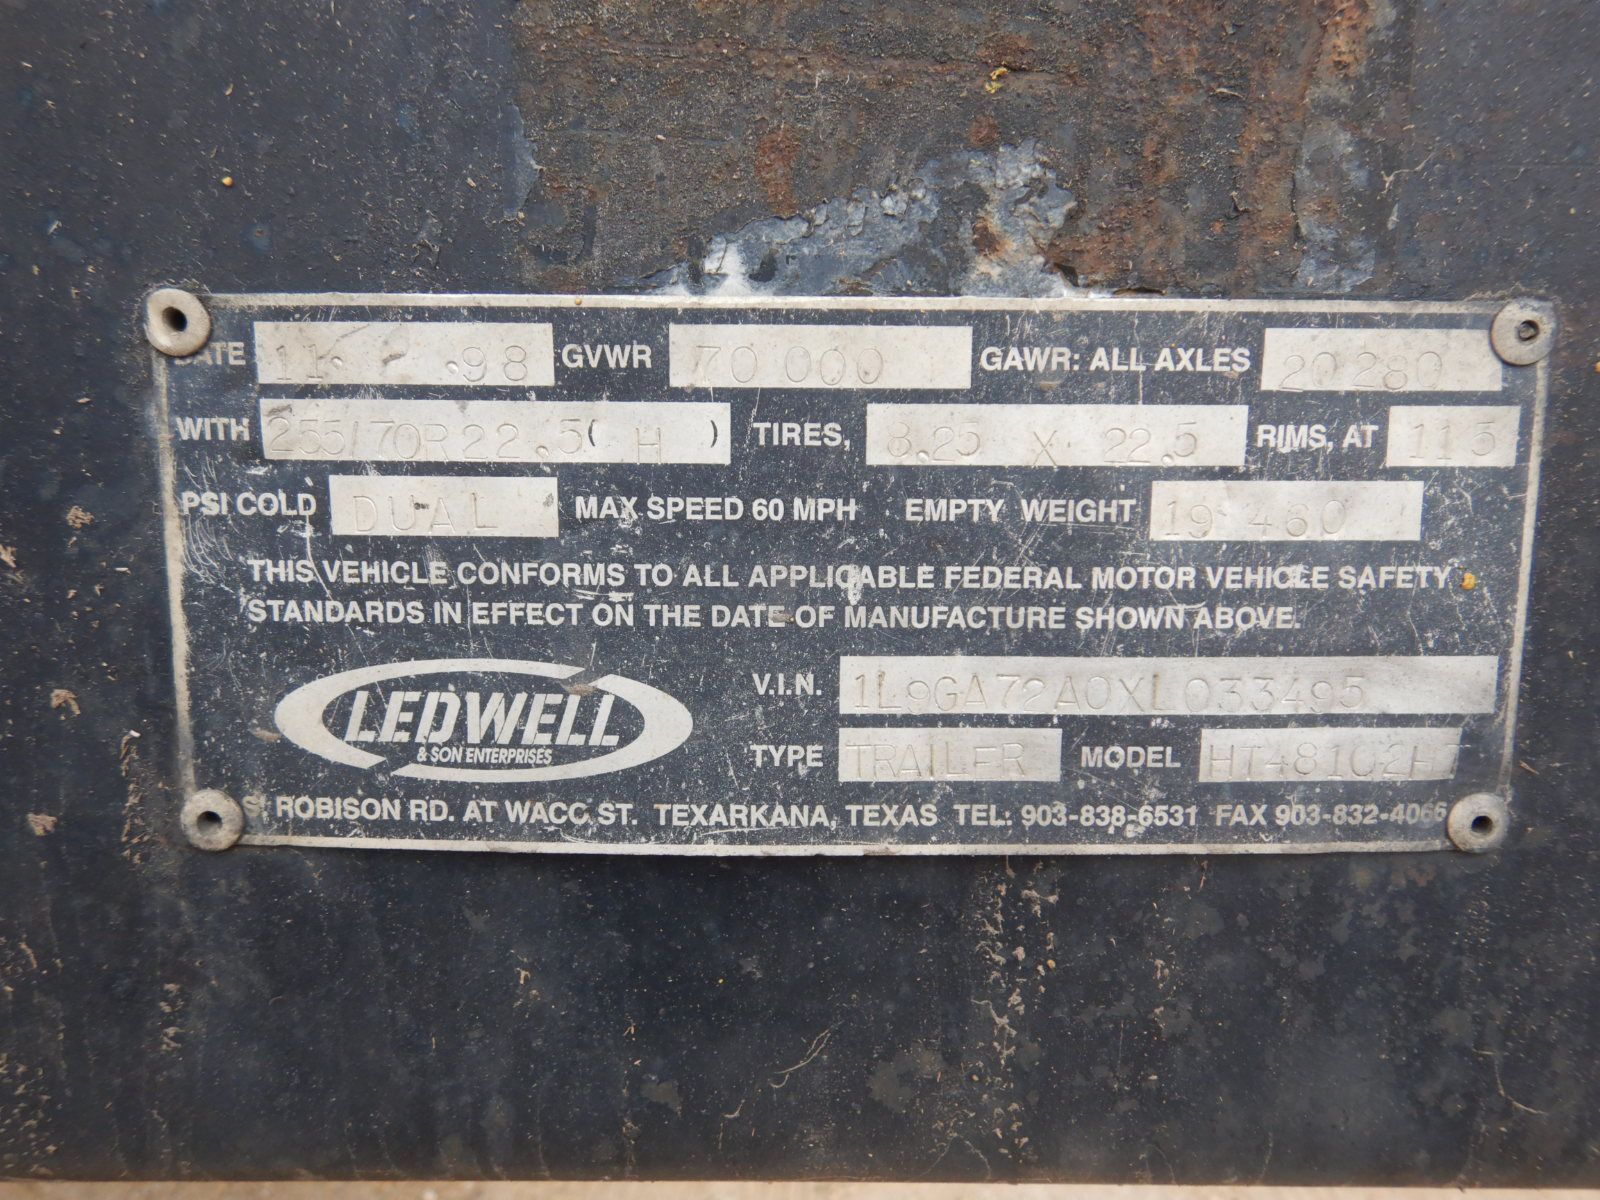 DATE 11. .98 GVWR 70 000 GAWR: ALL AXLES 20 280
WITH 255/70R22.5( H ) TIRES, 8.25 X 22.5 RIMS, AT 115
PSI COLD DUAL MAX SPEED 60 MPH EMPTY WEIGHT 19 460
THIS VEHICLE CONFORMS TO ALL APPLICABLE FEDERAL MOTOR VEHICLE SAFETY
STANDARDS IN EFFECT ON THE DATE OF MANUFACTURE SHOWN ABOVE.
LEDWELL
& SON ENTERPRISES
V.I.N. 1L9GA72A0XL033495
TYPE TRAILER MODEL HT48102HT
S. ROBISON RD. AT WACO ST. TEXARKANA, TEXAS TEL: 903-838-6531 FAX 903-832-4066